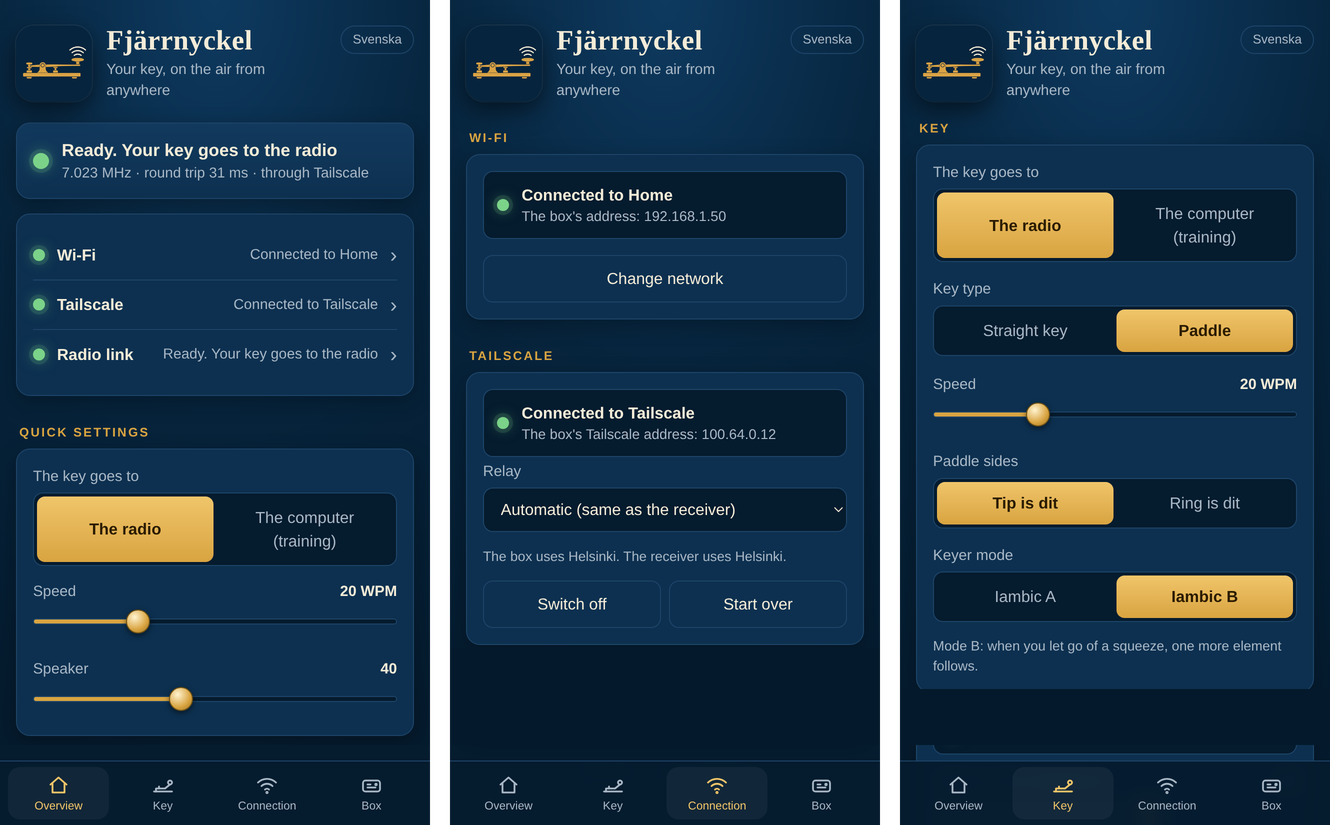 Fjärrnyckel
Your key, on the air from
anywhere
Svenska
Ready. Your key goes to the radio
7.023 MHz · round trip 31 ms · through Tailscale
Wi-Fi
Connected to Home
Tailscale
Connected to Tailscale
Radio link
Ready. Your key goes to the radio
QUICK SETTINGS
The key goes to
The radio
The computer
(training)
Speed
20 WPM
Speaker
40
Overview
Key
Connection
Box
Fjärrnyckel
Your key, on the air from
anywhere
Svenska
WI-FI
Connected to Home
The box's address: 192.168.1.50
Change network
TAILSCALE
Connected to Tailscale
The box's Tailscale address: 100.64.0.12
Relay
Automatic (same as the receiver)
The box uses Helsinki. The receiver uses Helsinki.
Switch off
Start over
Overview
Key
Connection
Box
Fjärrnyckel
Your key, on the air from
anywhere
Svenska
KEY
The key goes to
The radio
The computer
(training)
Key type
Straight key
Paddle
Speed
20 WPM
Paddle sides
Tip is dit
Ring is dit
Keyer mode
Iambic A
Iambic B
Mode B: when you let go of a squeeze, one more element
follows.
Overview
Key
Connection
Box